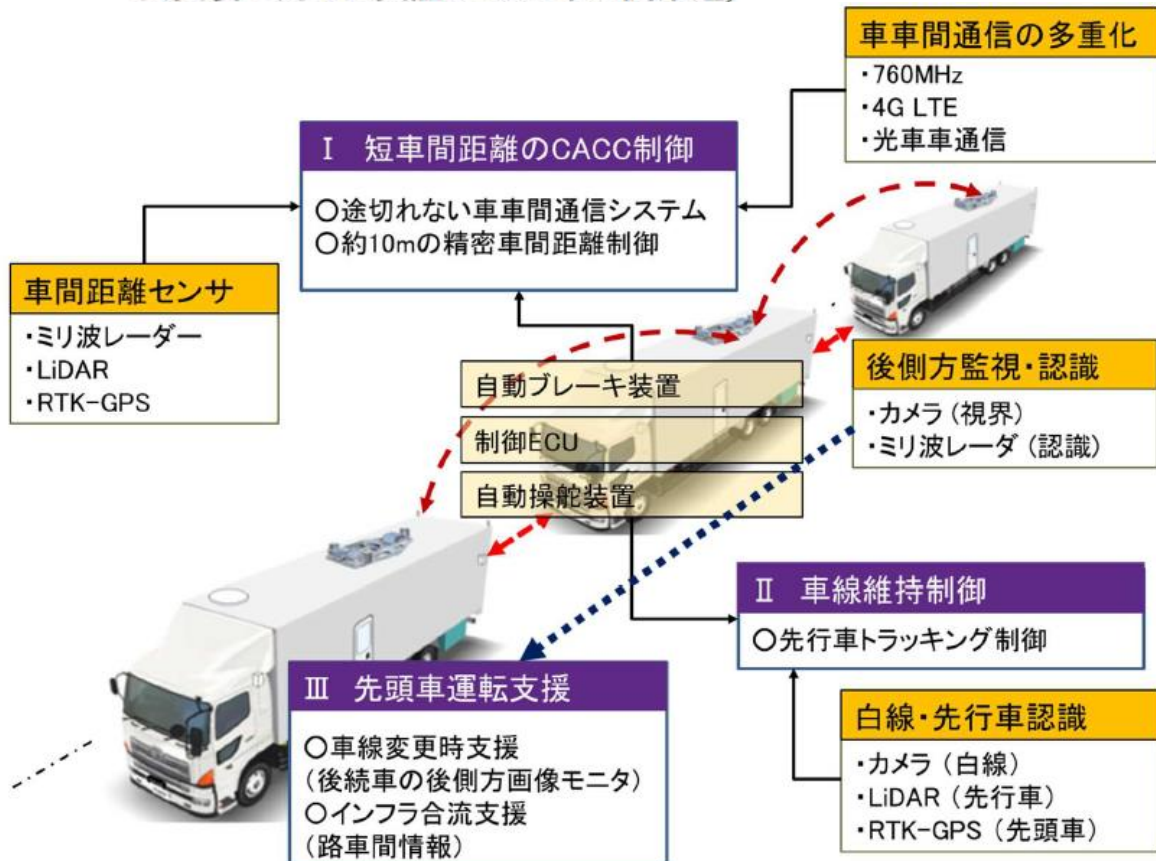 車車間通信の多重化
・760MHz
・4G LTE
・光車車通信
Ⅰ 短車間距離のCACC制御
○途切れない車車間通信システム
○約10mの精密車間距離制御
車間距離センサ
・ミリ波レーダー
・LiDAR
・RTK-GPS
自動ブレーキ装置
制御ECU
自動操舵装置
後側方監視・認識
・カメラ（視界）
・ミリ波レーダ（認識）
Ⅱ 車線維持制御
○先行車トラッキング制御
Ⅲ 先頭車運転支援
○車線変更時支援
（後続車の後側方画像モニタ）
○インフラ合流支援
（路車間情報）
白線・先行車認識
・カメラ（白線）
・LiDAR（先行車）
・RTK-GPS（先頭車）